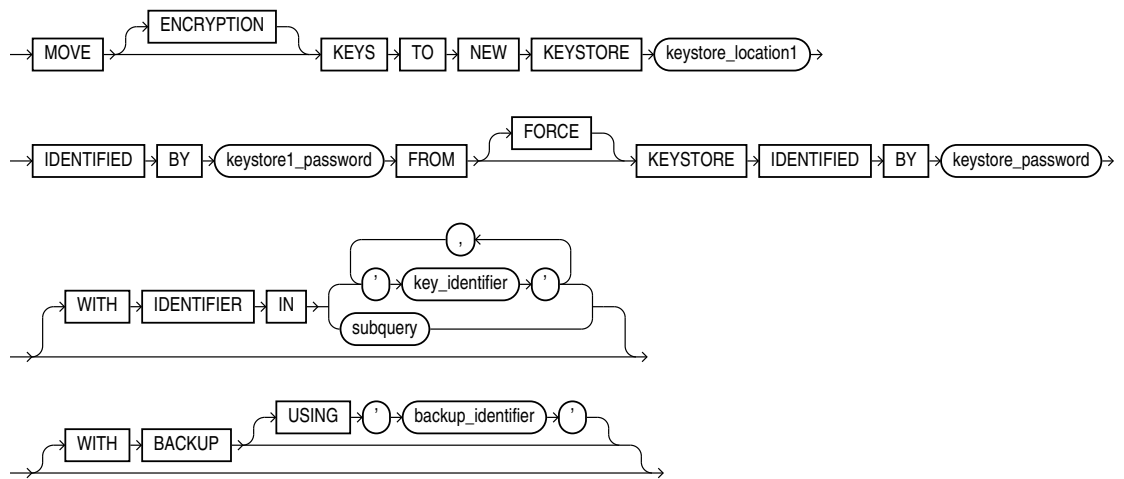 ENCRYPTION
MOVE KEYS TO NEW KEYSTORE keystore_location1
FORCE
IDENTIFIED BY keystore1_password FROM KEYSTORE IDENTIFIED BY keystore_password
,
WITH IDENTIFIER IN ' key_identifier '
subquery
USING ' backup_identifier '
WITH BACKUP